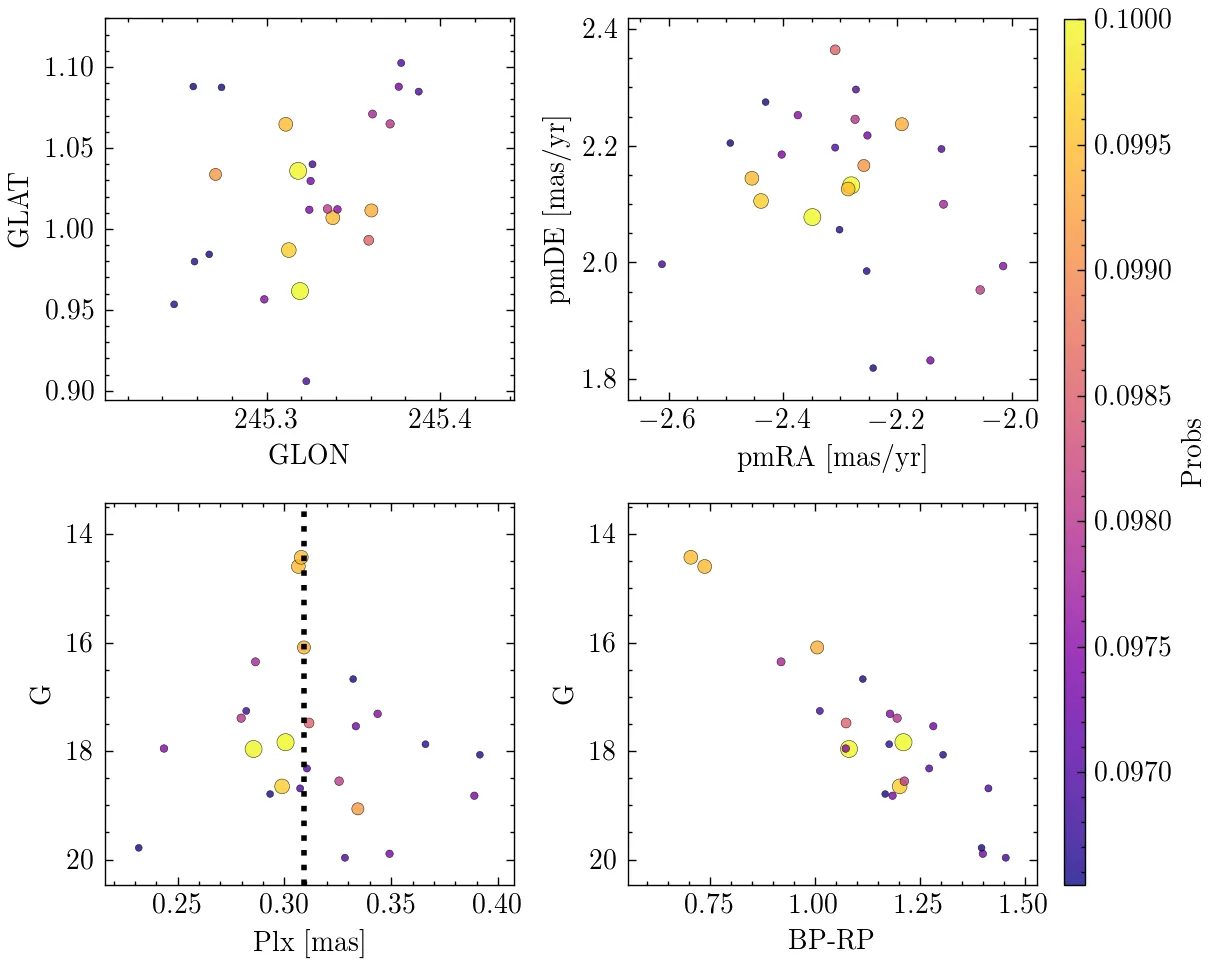 1.10
1.05
1.00
0.95
0.90
GLAT
245.3 245.4
GLON
2.4
2.2
2.0
1.8
pmDE [mas/yr]
−2.6 −2.4 −2.2 −2.0
pmRA [mas/yr]
0.1000
0.0995
0.0990
0.0985
0.0980
0.0975
0.0970
Probs
14
16
18
20
G
0.25 0.30 0.35 0.40
Plx [mas]
14
16
18
20
G
0.75 1.00 1.25 1.50
BP-RP